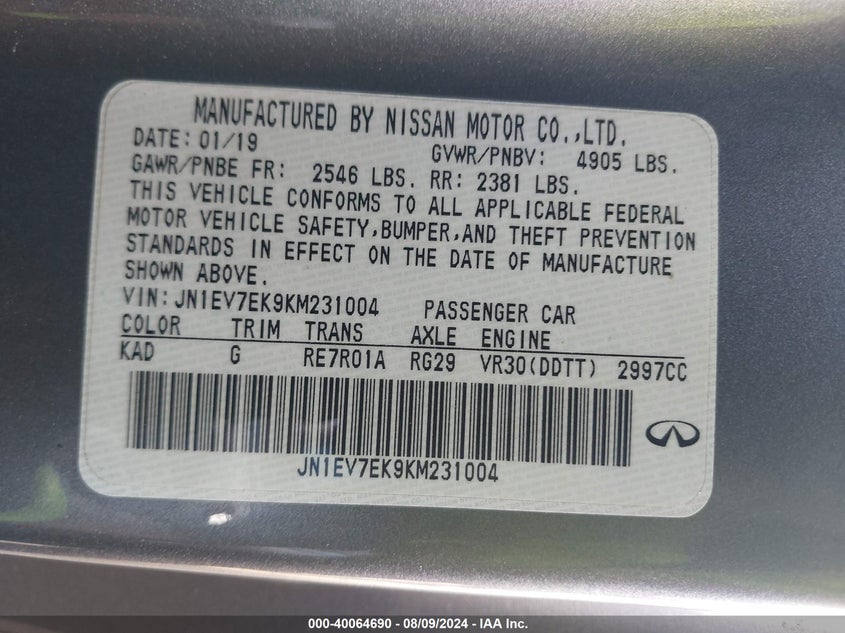 MANUFACTURED BY NISSAN MOTOR CO.,LTD.
DATE: 01/19 GVWR/PNBV: 4905 LBS.
GAWR/PNBE FR: 2546 LBS. RR: 2381 LBS.
THIS VEHICLE CONFORMS TO ALL APPLICABLE FEDERAL
MOTOR VEHICLE SAFETY,BUMPER,AND THEFT PREVENTION
STANDARDS IN EFFECT ON THE DATE OF MANUFACTURE
SHOWN ABOVE.
VIN: JN1EV7EK9KM231004 PASSENGER CAR
COLOR TRIM TRANS AXLE ENGINE
KAD G RE7R01A RG29 VR30(DDTT) 2997CC
JN1EV7EK9KM231004
000-40064690 - 08/09/2024 - IAA Inc.